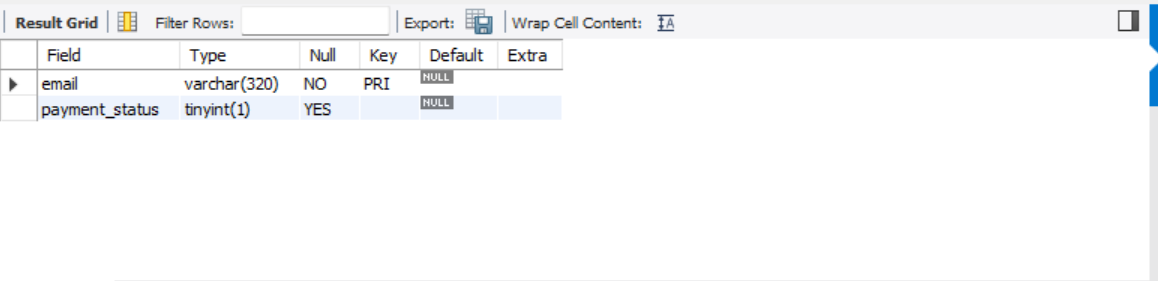 Result Grid Filter Rows: Export: Wrap Cell Content: IA
Field Type Null Key Default Extra
email varchar(320) NO PRI NULL
payment_status tinyint(1) YES NULL